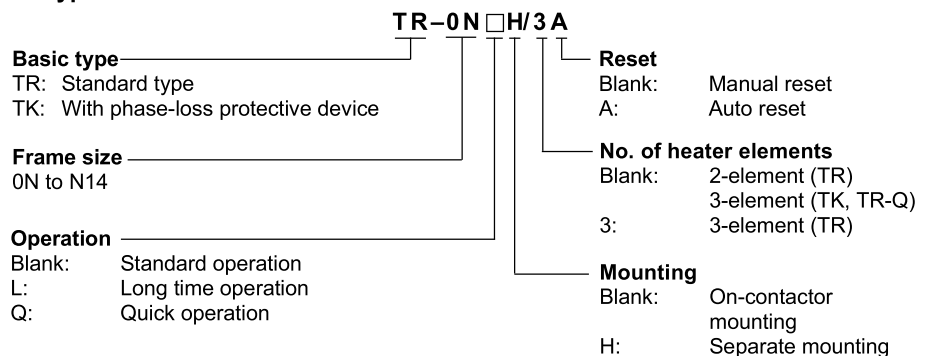 TR–0N□H/3A
Basic type
TR: Standard type
TK: With phase-loss protective device
Frame size
0N to N14
Operation
Blank: Standard operation
L: Long time operation
Q: Quick operation
Reset
Blank: Manual reset
A: Auto reset
No. of heater elements
Blank: 2-element (TR)
3-element (TK, TR-Q)
3: 3-element (TR)
Mounting
Blank: On-contactor
mounting
H: Separate mounting